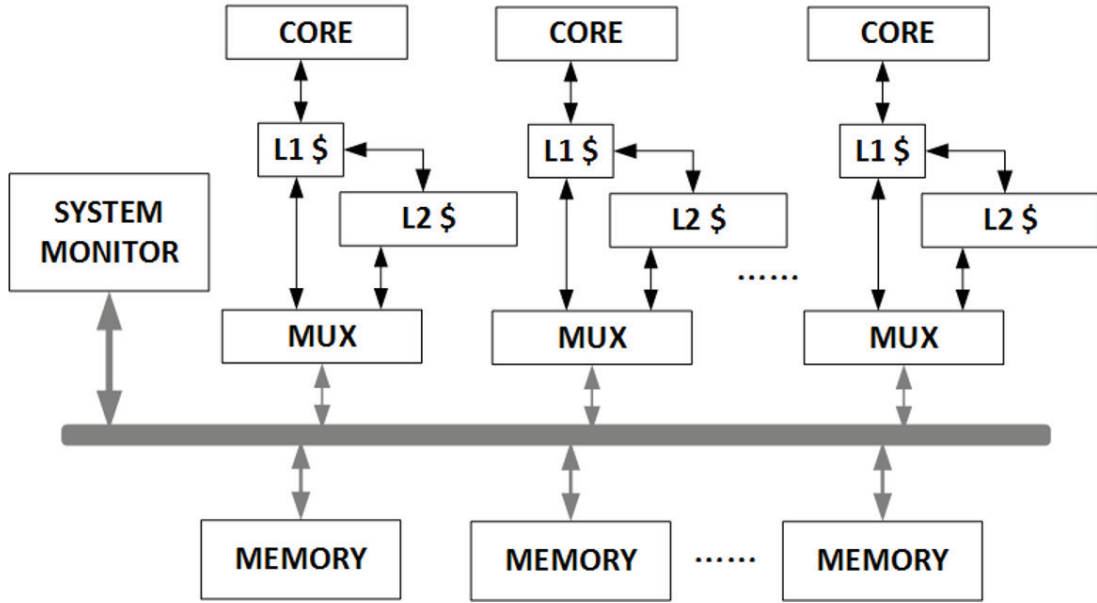 CORE
CORE
CORE
L1 $
L1 $
L1 $
SYSTEM
MONITOR
L2 $
L2 $
L2 $
......
MUX
MUX
MUX
MEMORY
MEMORY
......
MEMORY